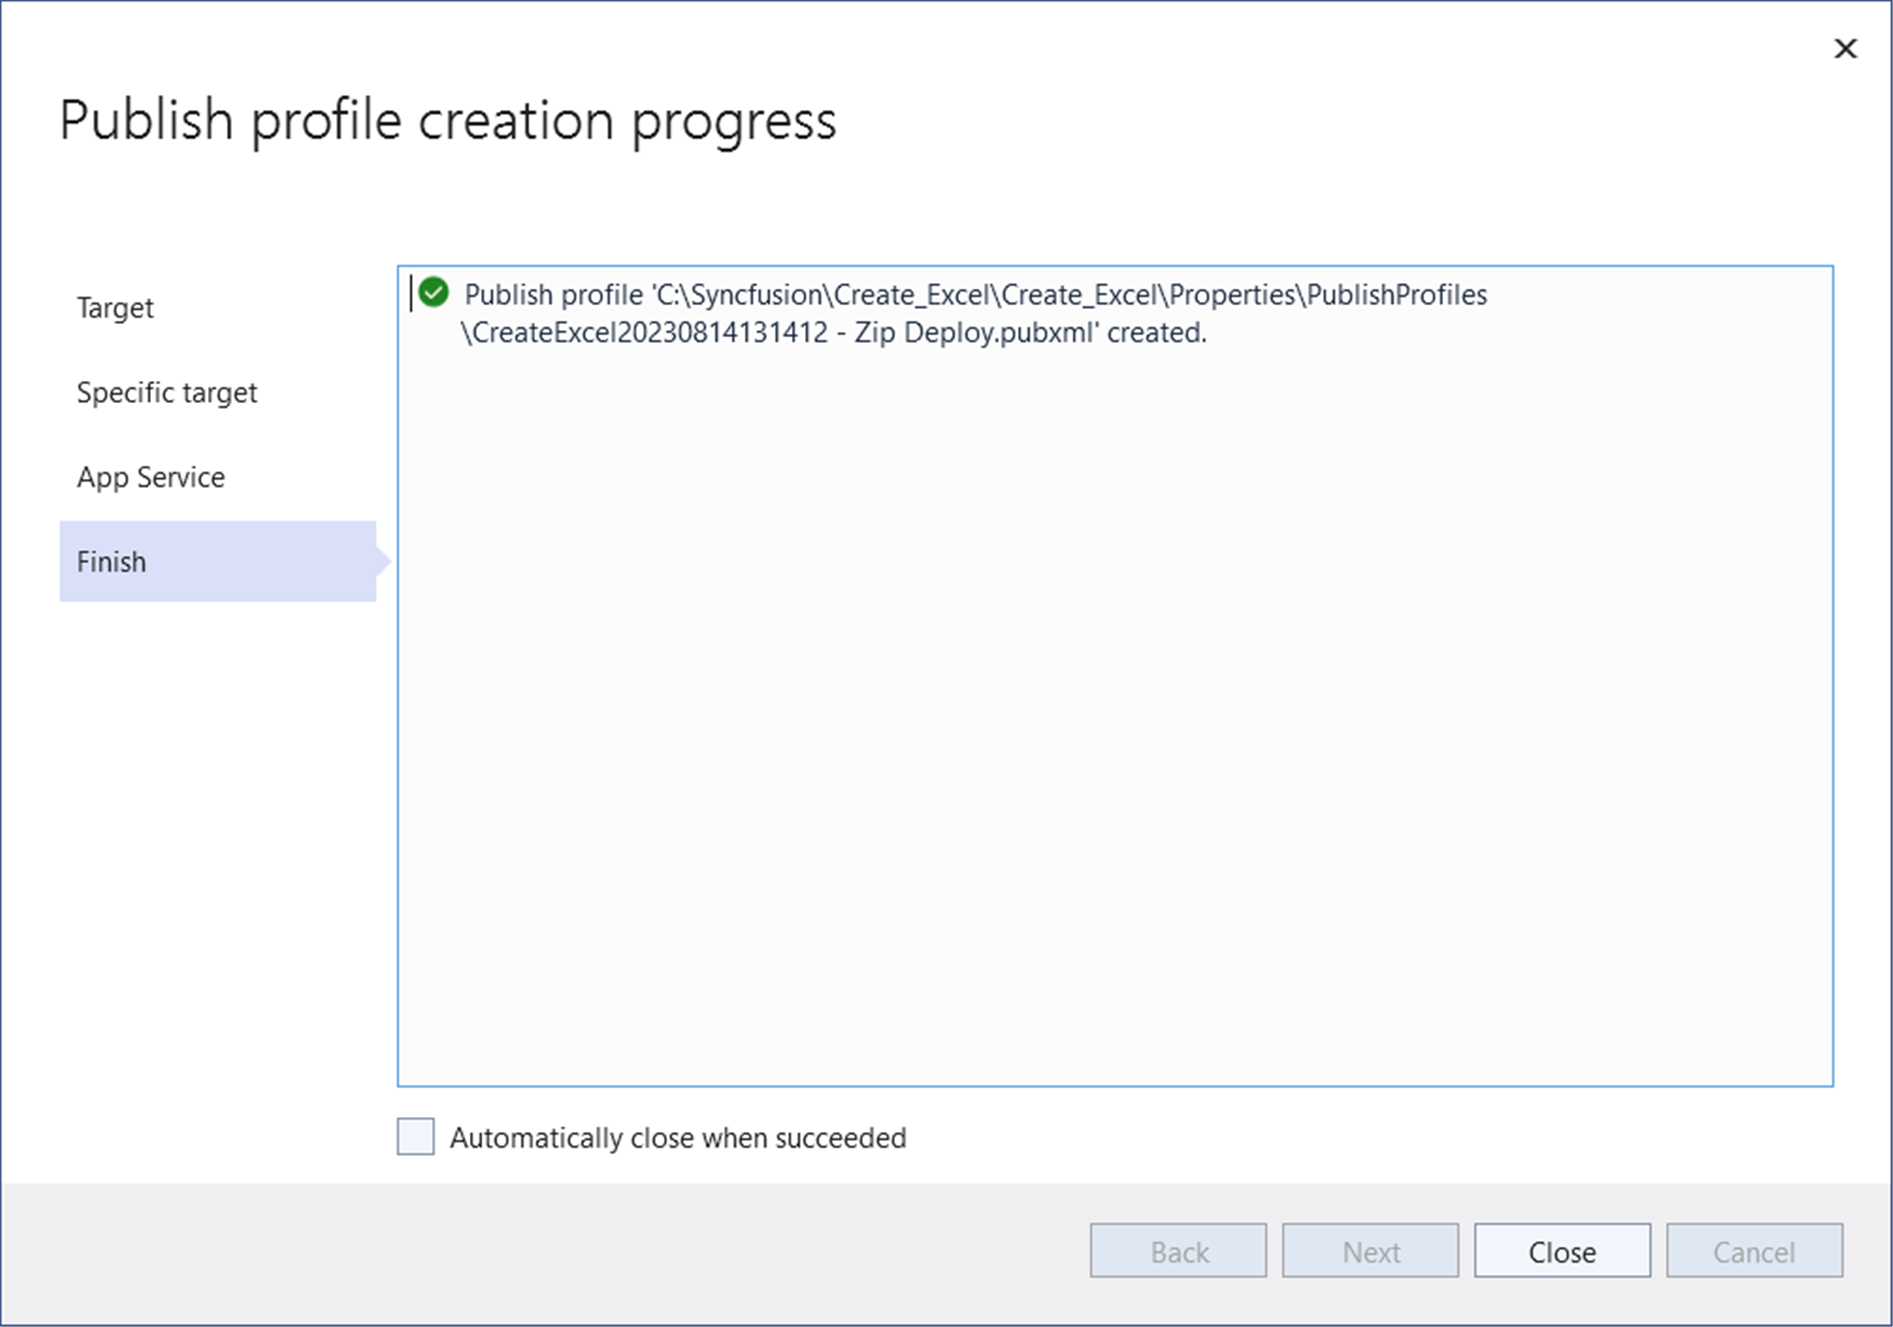 Publish profile creation progress
Target
Specific target
App Service
Finish
Publish profile 'C:\Syncfusion\Create_Excel\Create_Excel\Properties\PublishProfiles
\CreateExcel20230814131412 - Zip Deploy.pubxml' created.
Automatically close when succeeded
Back
Next
Close
Cancel